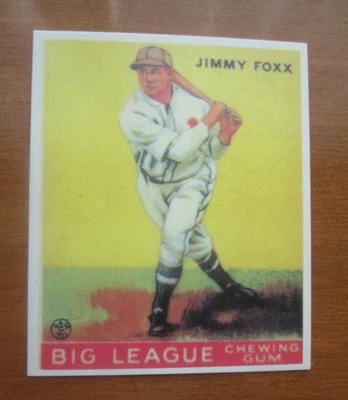 JIMMY FOXX
BIG LEAGUE CHEWING
GUM